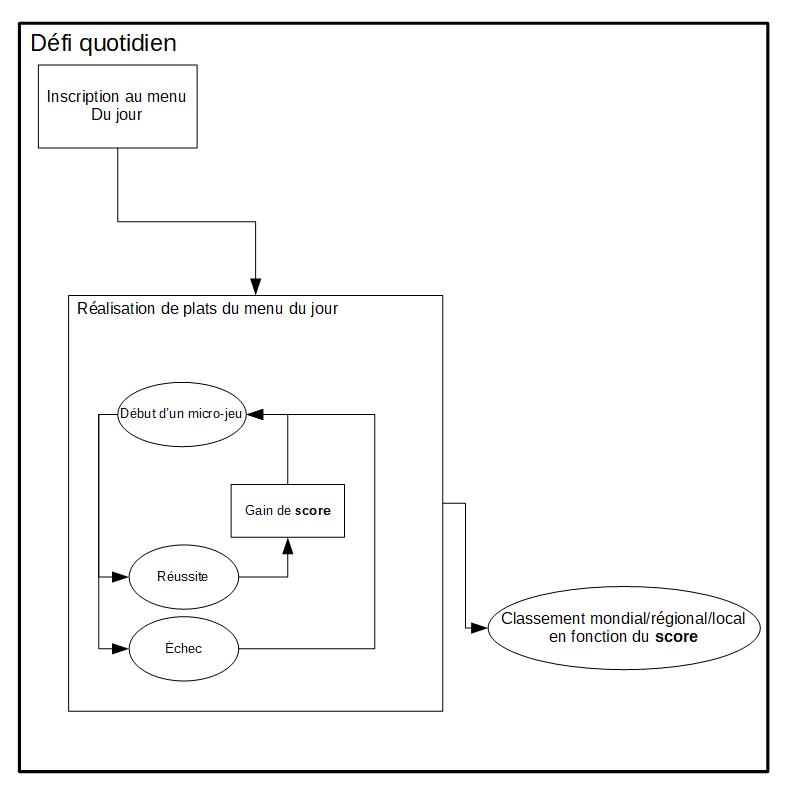 Défi quotidien
Inscription au menu
Du jour
Réalisation de plats du menu du jour
Début d'un micro-jeu
Gain de score
Réussite
Échec
Classement mondial/régional/local
en fonction du score